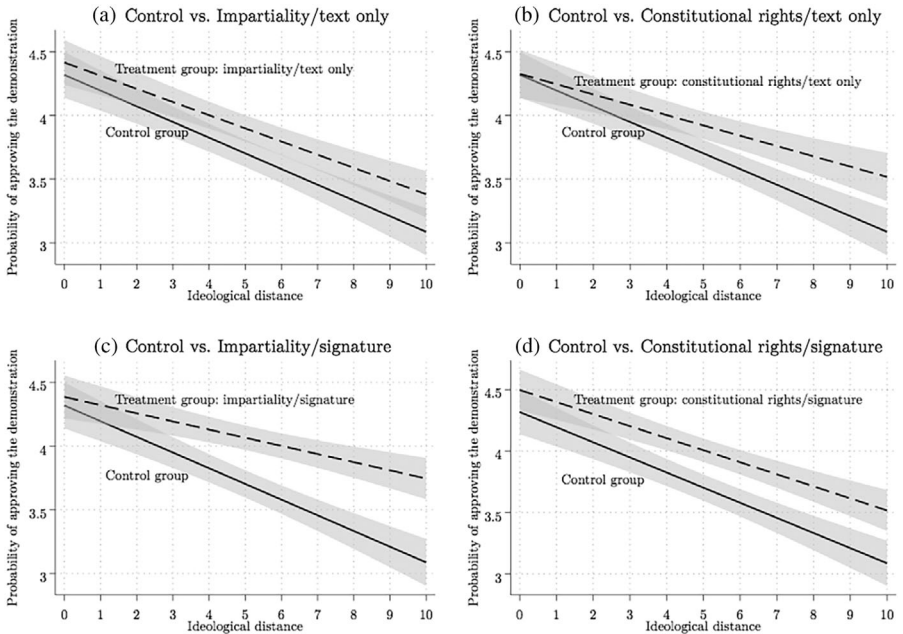 (a) Control vs. Impartiality/text only
Probability of approving the demonstration
4.5
4
3.5
3
Treatment group: impartiality/text only
Control group
0 1 2 3 4 5 6 7 8 9 10
Ideological distance
(b) Control vs. Constitutional rights/text only
Probability of approving the demonstration
4.5
4
3.5
3
Treatment group: constitutional rights/text only
Control group
0 1 2 3 4 5 6 7 8 9 10
Ideological distance
(c) Control vs. Impartiality/signature
Probability of approving the demonstration
4.5
4
3.5
3
Treatment group: impartiality/signature
Control group
0 1 2 3 4 5 6 7 8 9 10
Ideological distance
(d) Control vs. Constitutional rights/signature
Probability of approving the demonstration
4.5
4
3.5
3
Treatment group: constitutional rights/signature
Control group
0 1 2 3 4 5 6 7 8 9 10
Ideological distance